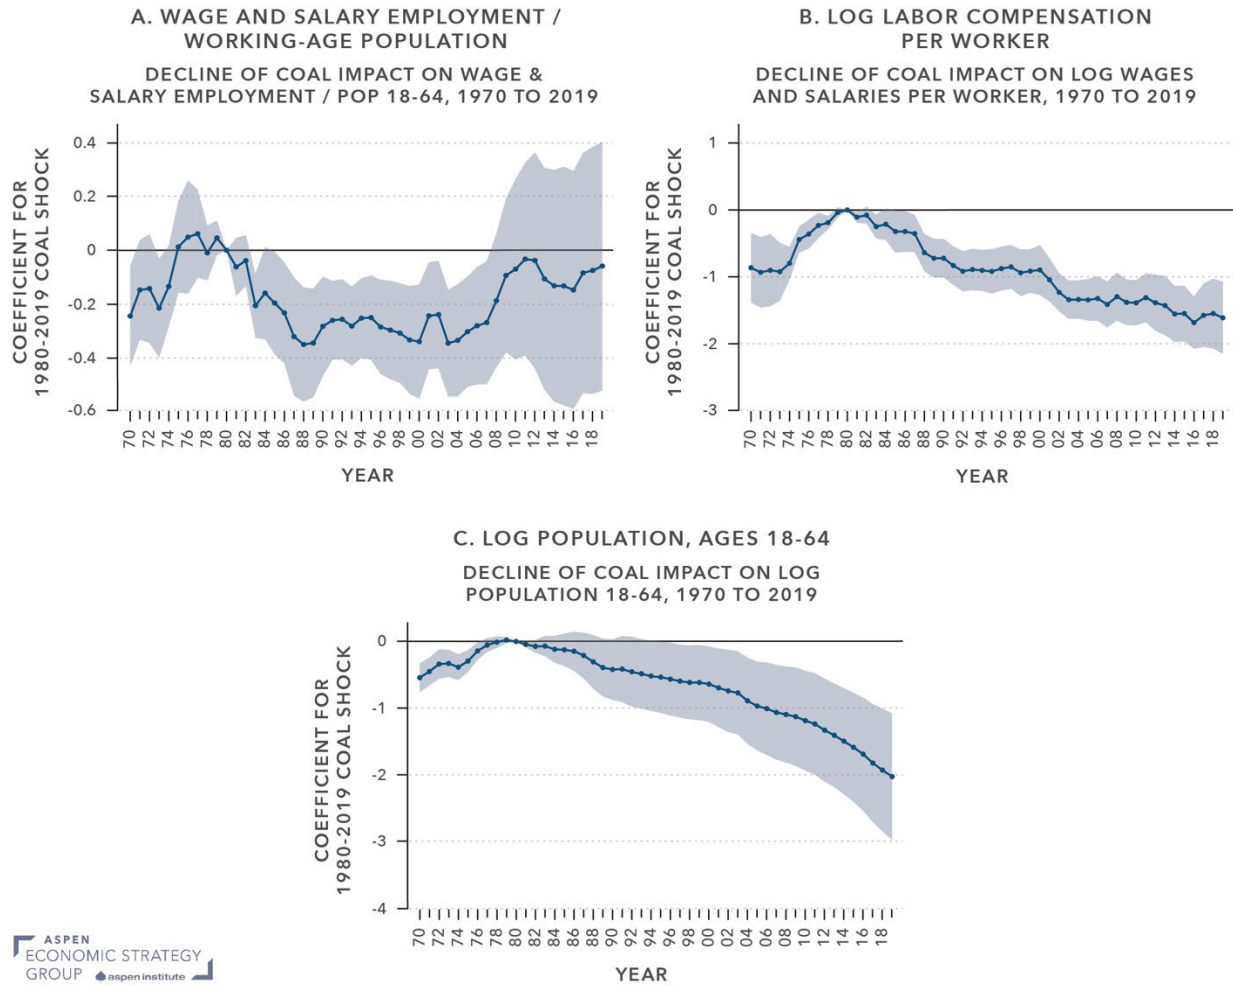 A. WAGE AND SALARY EMPLOYMENT /
WORKING-AGE POPULATION
DECLINE OF COAL IMPACT ON WAGE &
SALARY EMPLOYMENT / POP 18-64, 1970 TO 2019
COEFFICIENT FOR
1980-2019 COAL SHOCK
0.4
0.2
0
-0.2
-0.4
-0.6
70 72 74 76 78 80 82 84 86 88 90 92 94 96 98 00 02 04 06 08 10 12 14 16 18
YEAR
B. LOG LABOR COMPENSATION
PER WORKER
DECLINE OF COAL IMPACT ON LOG WAGES
AND SALARIES PER WORKER, 1970 TO 2019
COEFFICIENT FOR
1980-2019 COAL SHOCK
1
0
-1
-2
-3
70 72 74 76 78 80 82 84 86 88 90 92 94 96 98 00 02 04 06 08 10 12 14 16 18
YEAR
C. LOG POPULATION, AGES 18-64
DECLINE OF COAL IMPACT ON LOG
POPULATION 18-64, 1970 TO 2019
COEFFICIENT FOR
1980-2019 COAL SHOCK
0
-1
-2
-3
-4
70 72 74 76 78 80 82 84 86 88 90 92 94 96 98 00 02 04 06 08 10 12 14 16 18
YEAR
ASPEN
ECONOMIC STRATEGY
GROUP aspen institute